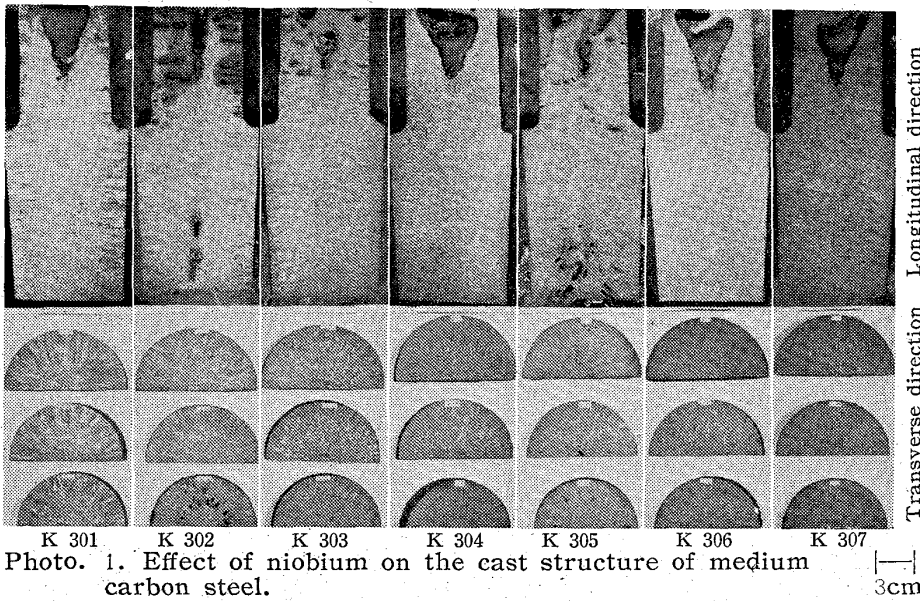 Longitudinal direction
Transverse direction
K 301 K 302 K 303 K 304 K 305 K 306 K 307
Photo. 1. Effect of niobium on the cast structure of medium
carbon steel.
3cm